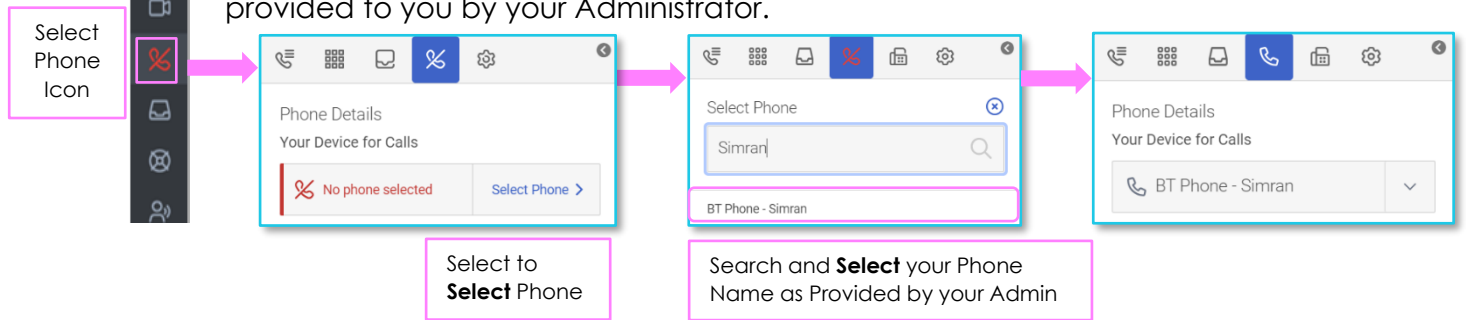 provided to you by your Administrator.
Select
Phone
Icon
Phone Details
Your Device for Calls
No phone selected
Select Phone
Select to
Select Phone
Select Phone
Simran
BT Phone - Simran
Search and Select your Phone
Name as Provided by your Admin
Phone Details
Your Device for Calls
BT Phone - Simran